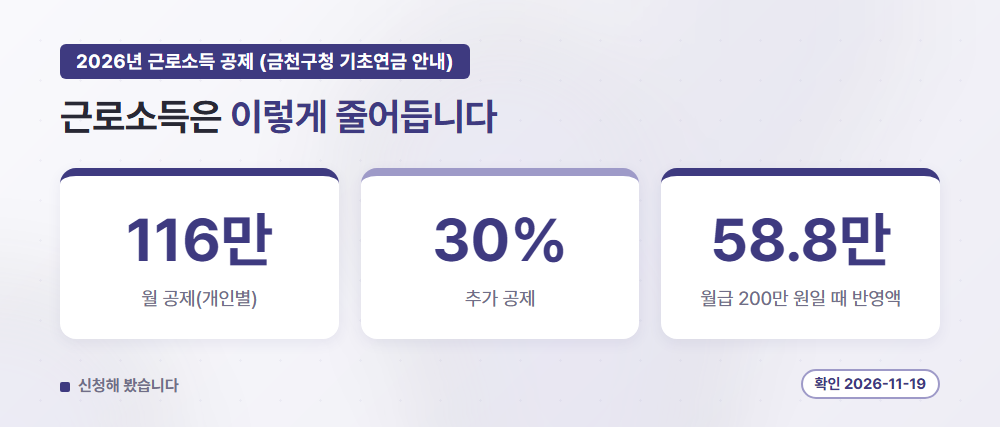 2026년 근로소득 공제 (금천구청 기초연금 안내)
근로소득은 이렇게 줄어듭니다
116만
월 공제(개인별)
30%
추가 공제
58.8만
월급 200만 원일 때 반영액
신청해 봤습니다
확인 2026-11-19